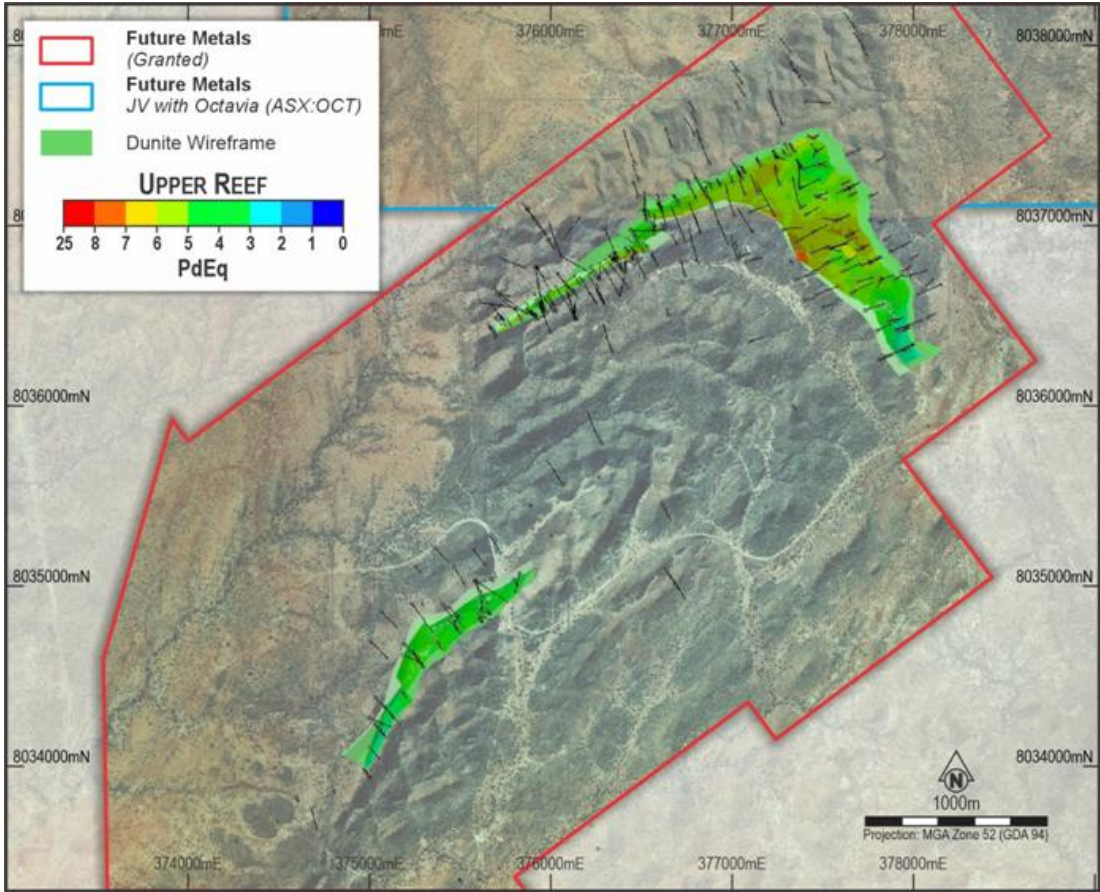 Future Metals
(Granted)
Future Metals
JV with Octavia (ASX:OCT)
Dunite Wireframe
UPPER REEF
25 8 7 6 5 4 3 2 1 0
PdEq
376000mE
377000mE
378000mE
8038000mN
8037000mN
8036000mN
8036000mN
8035000mN
8035000mN
8034000mN
8034000mN
N
1000m
Projection: MGA Zone 52 (GDA 94)
374000mE
375000mE
376000mE
377000mE
378000mE